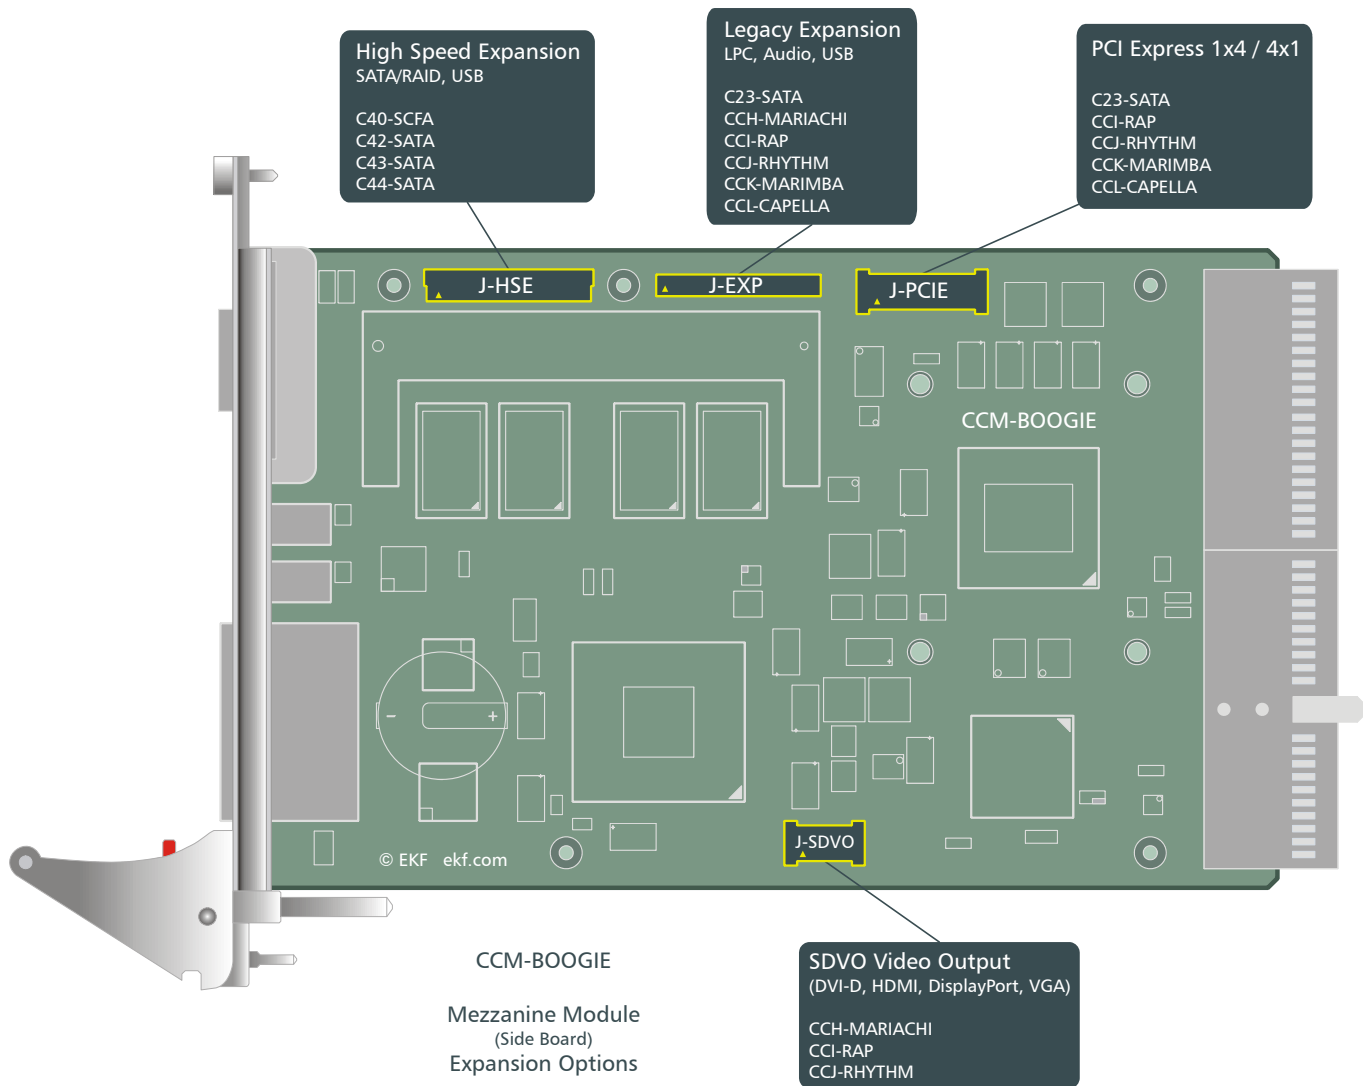 High Speed Expansion
SATA/RAID, USB
C40-SCFA
C42-SATA
C43-SATA
C44-SATA
Legacy Expansion
LPC, Audio, USB
C23-SATA
CCH-MARIACHI
CCI-RAP
CCJ-RHYTHM
CCK-MARIMBA
CCL-CAPELLA
PCI Express 1x4 / 4x1
C23-SATA
CCI-RAP
CCJ-RHYTHM
CCK-MARIMBA
CCL-CAPELLA
J-HSE
J-EXP
J-PCIE
CCM-BOOGIE
– +
J-SDVO
© EKF ekf.com
CCM-BOOGIE
Mezzanine Module
(Side Board)
Expansion Options
SDVO Video Output
(DVI-D, HDMI, DisplayPort, VGA)
CCH-MARIACHI
CCI-RAP
CCJ-RHYTHM